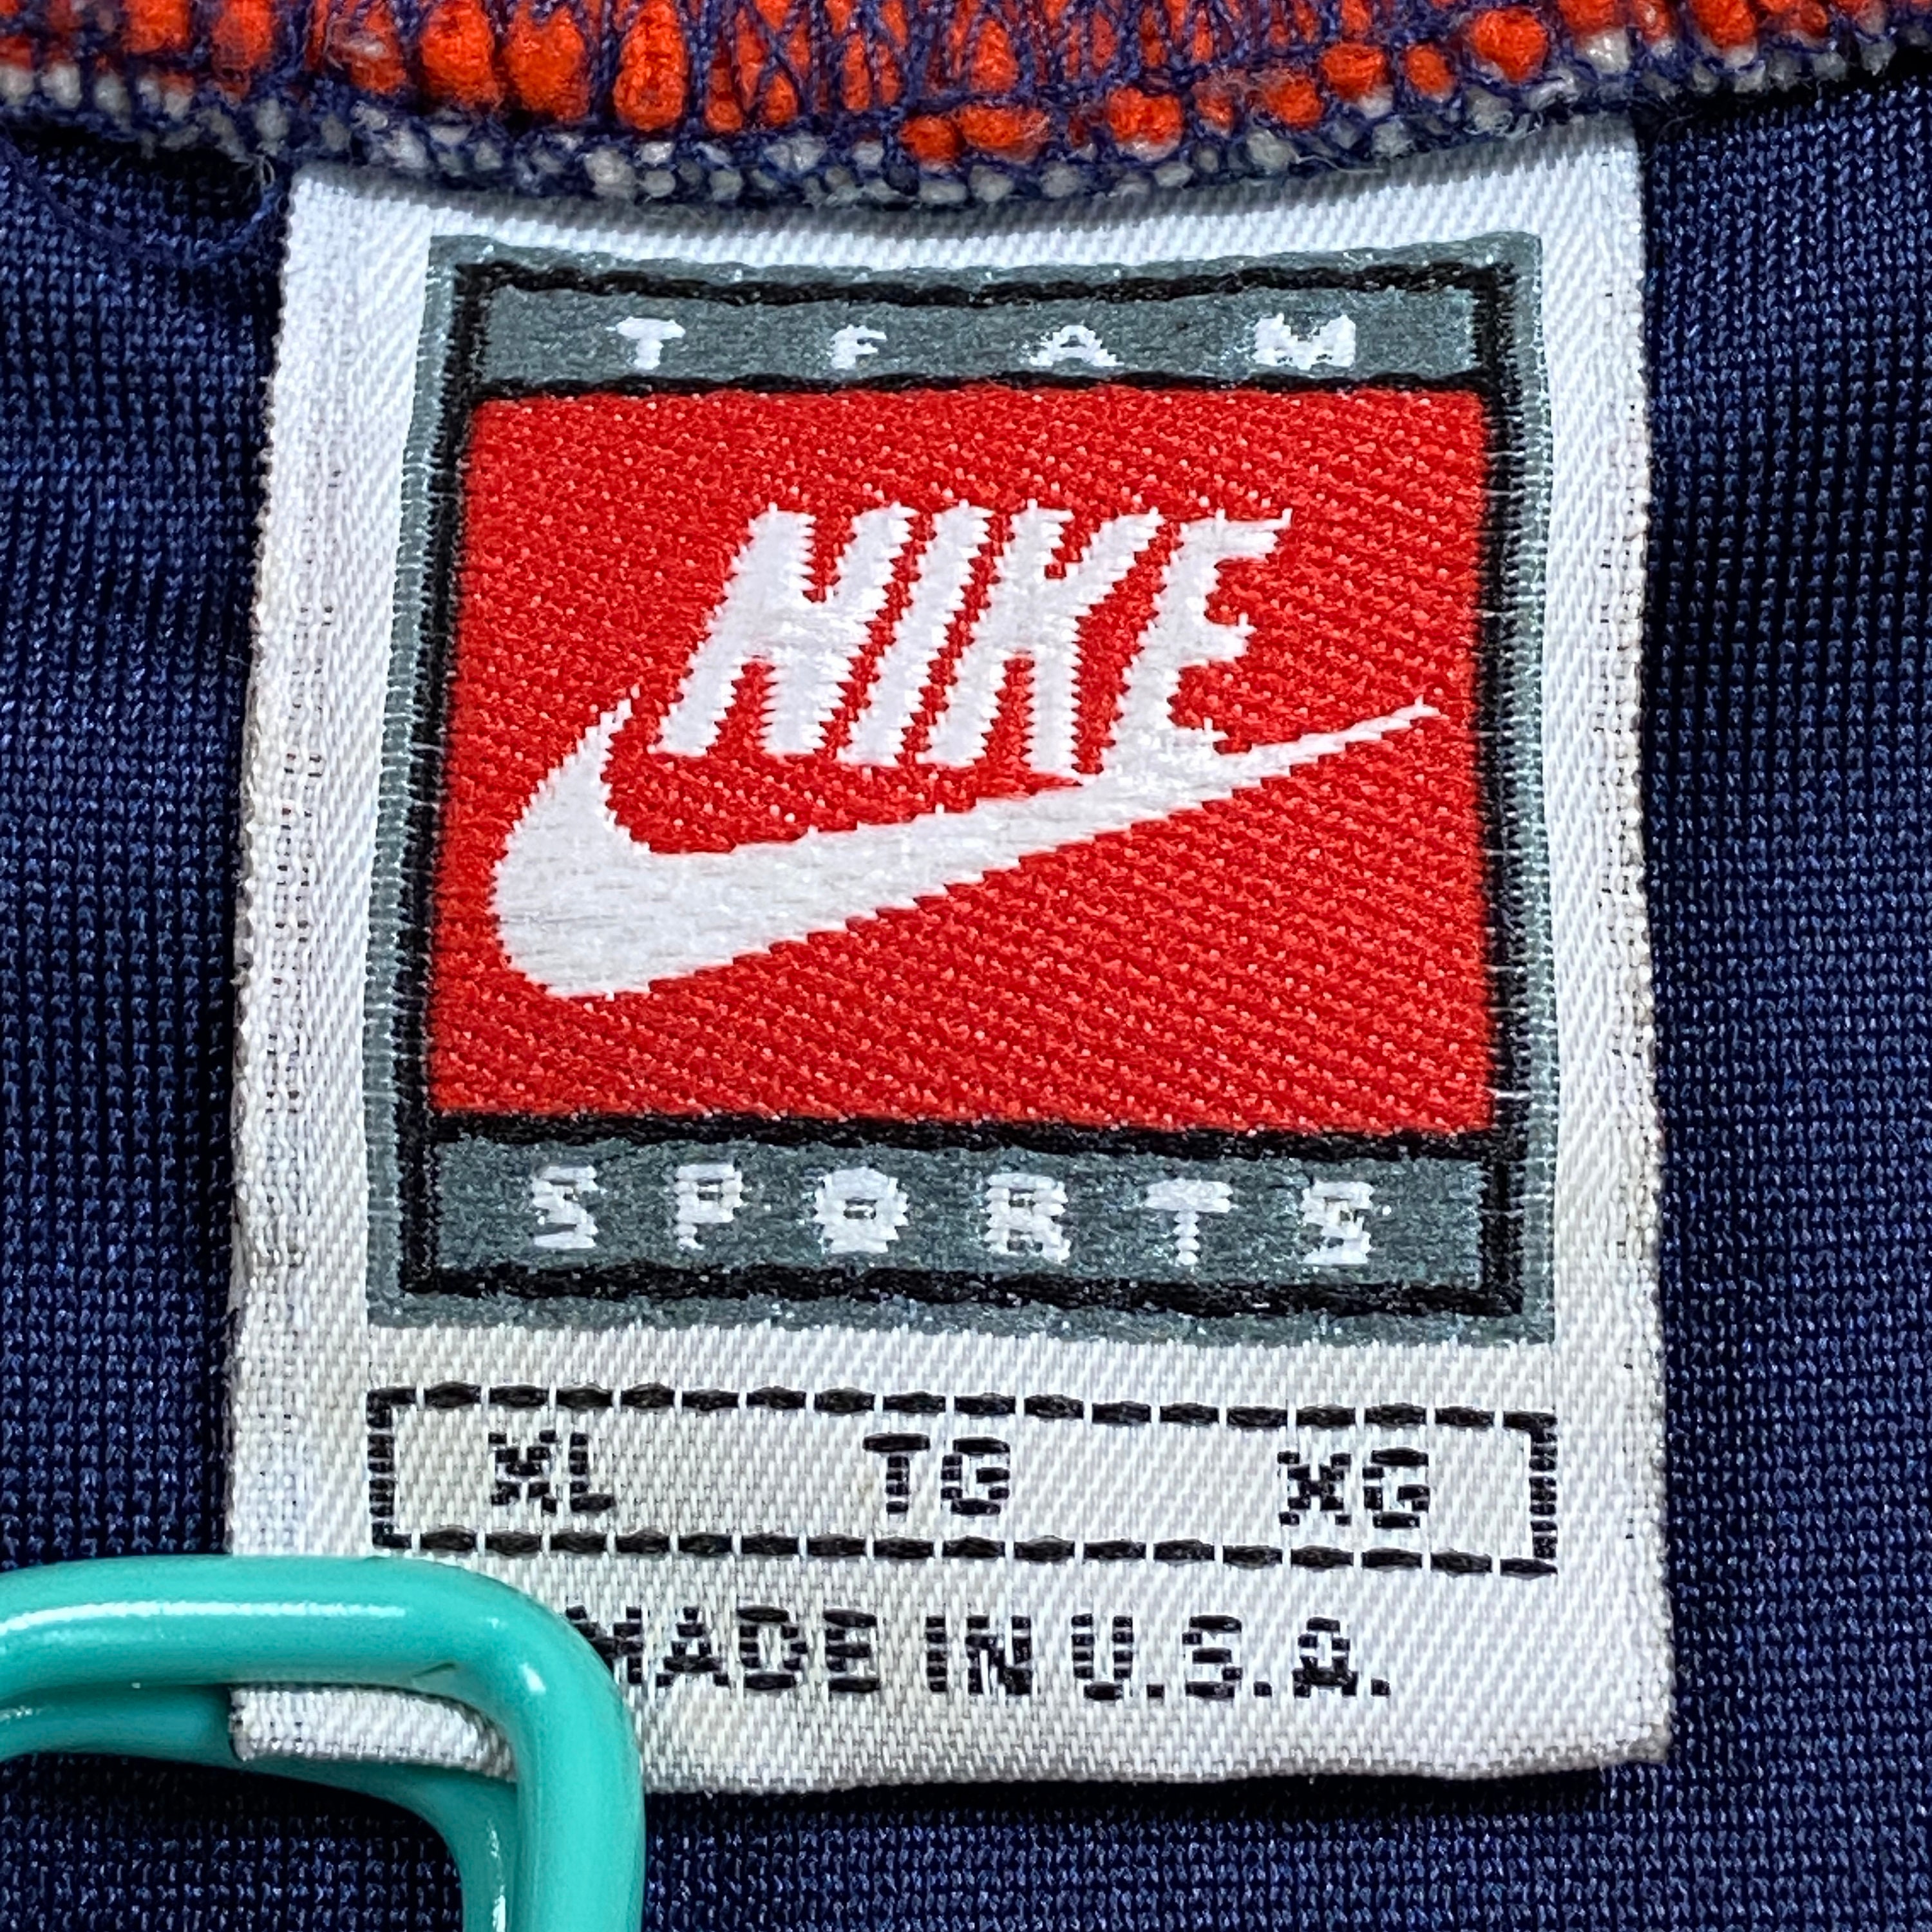 TEAM
NIKE
SPORTS
XL TG XG
MADE IN U.S.A.